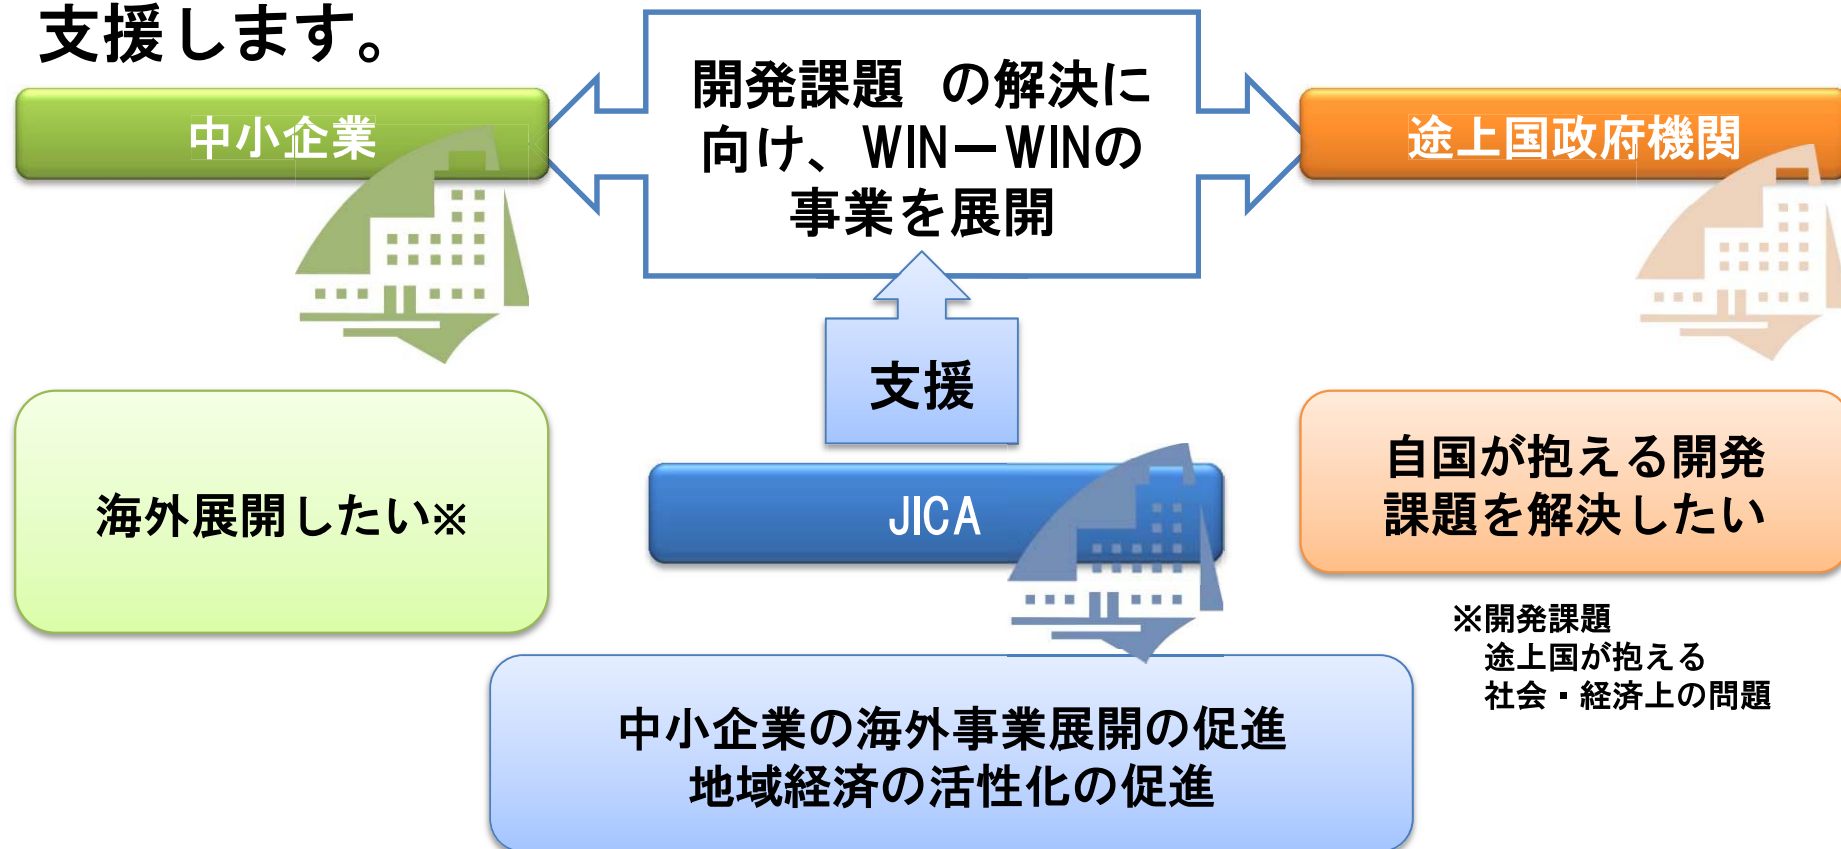 支援します。
中小企業
開発課題　の解決に
向け、WIN－WINの
事業を展開
途上国政府機関
支援
海外展開したい※
JICA
自国が抱える開発
課題を解決したい
※開発課題
途上国が抱える
社会・経済上の問題
中小企業の海外事業展開の促進
地域経済の活性化の促進